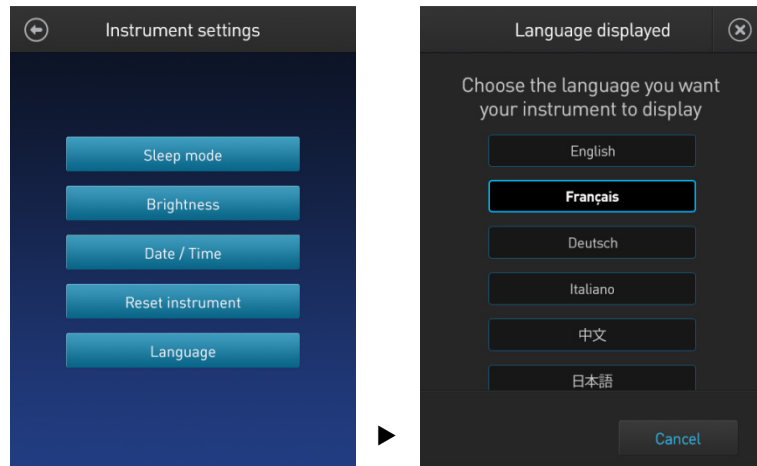 Instrument settings
Sleep mode
Brightness
Date / Time
Reset instrument
Language
Language displayed
Choose the language you want
your instrument to display
English
Français
Deutsch
Italiano
中文
日本語
Cancel